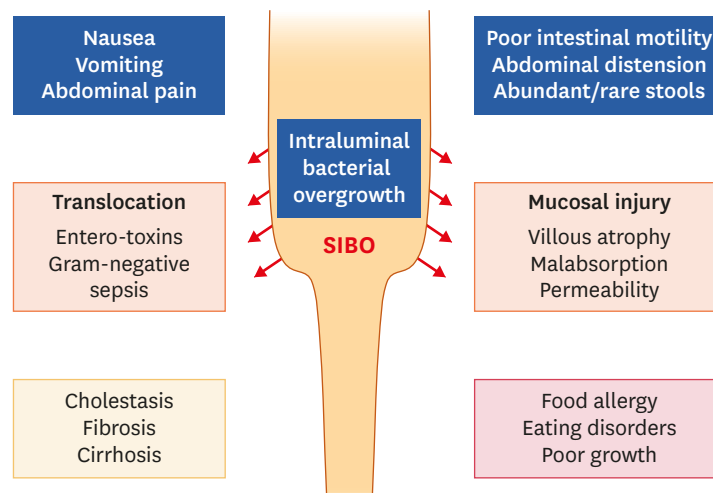 Nausea
Vomiting
Abdominal pain
Poor intestinal motility
Abdominal distension
Abundant/rare stools
Intraluminal
bacterial
overgrowth
SIBO
Translocation
Entero-toxins
Gram-negative
sepsis
Mucosal injury
Villous atrophy
Malabsorption
Permeability
Cholestasis
Fibrosis
Cirrhosis
Food allergy
Eating disorders
Poor growth